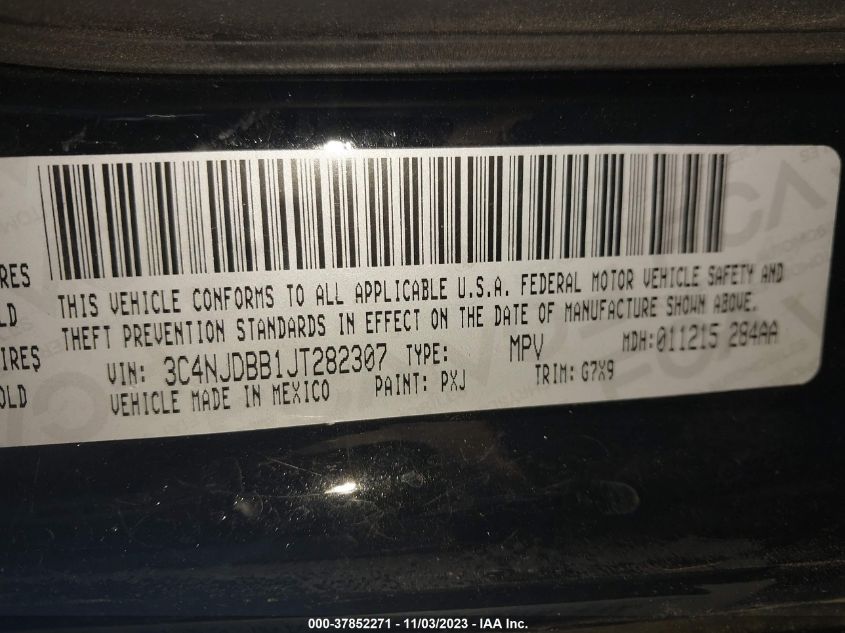 RES
LD
IRES
OLD
THIS VEHICLE CONFORMS TO ALL APPLICABLE U.S.A. FEDERAL MOTOR VEHICLE SAFETY AND
THEFT PREVENTION STANDARDS IN EFFECT ON THE DATE OF MANUFACTURE SHOWN ABOVE.
VIN: 3C4NJDBB1JT282307 TYPE: MPV MDH: 011215 284AA
VEHICLE MADE IN MEXICO PAINT: PXJ TRIM: G7X9
000-37852271 - 11/03/2023 - IAA Inc.